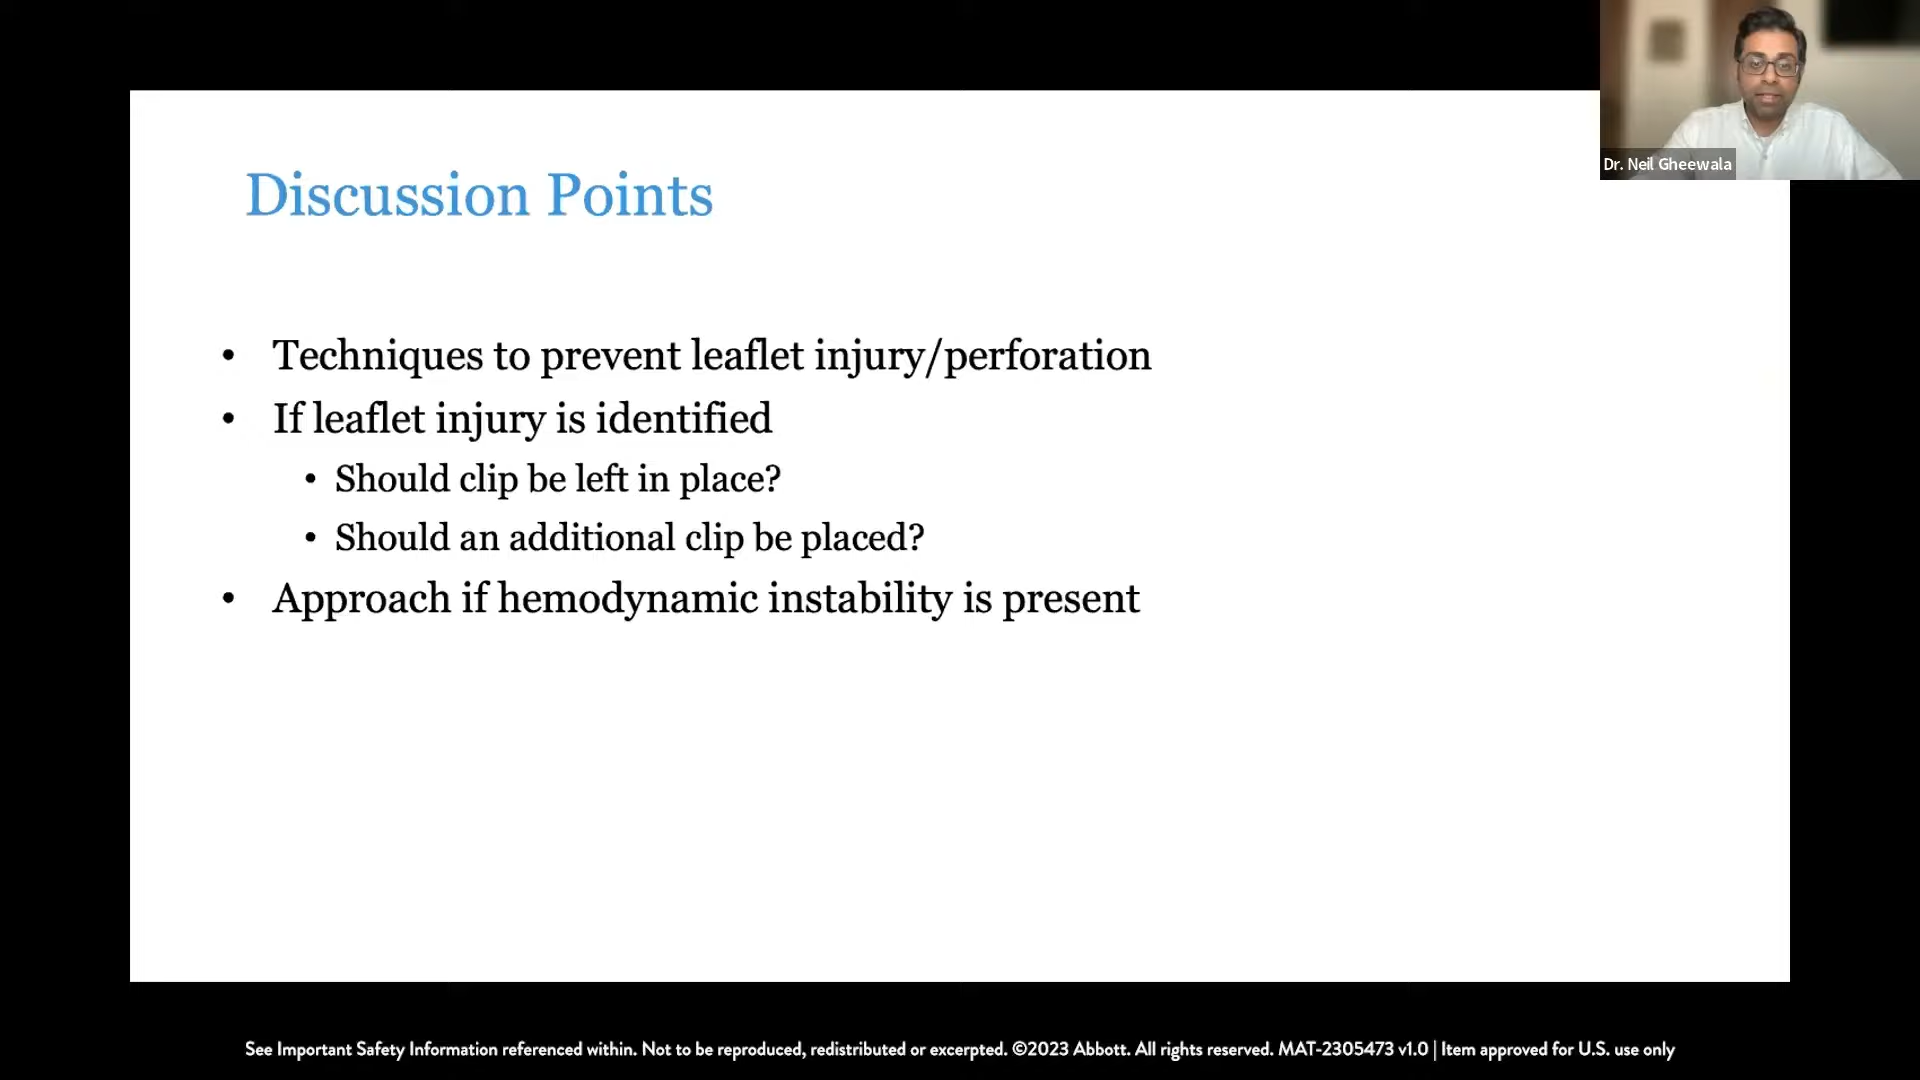 Dr. Neil Gheewala
Discussion Points
• Techniques to prevent leaflet injury/perforation
• If leaflet injury is identified
• Should clip be left in place?
• Should an additional clip be placed?
• Approach if hemodynamic instability is present
See Important Safety Information referenced within. Not to be reproduced, redistributed or excerpted. ©2023 Abbott. All rights reserved. MAT-2305473 v1.0 | Item approved for U.S. use only